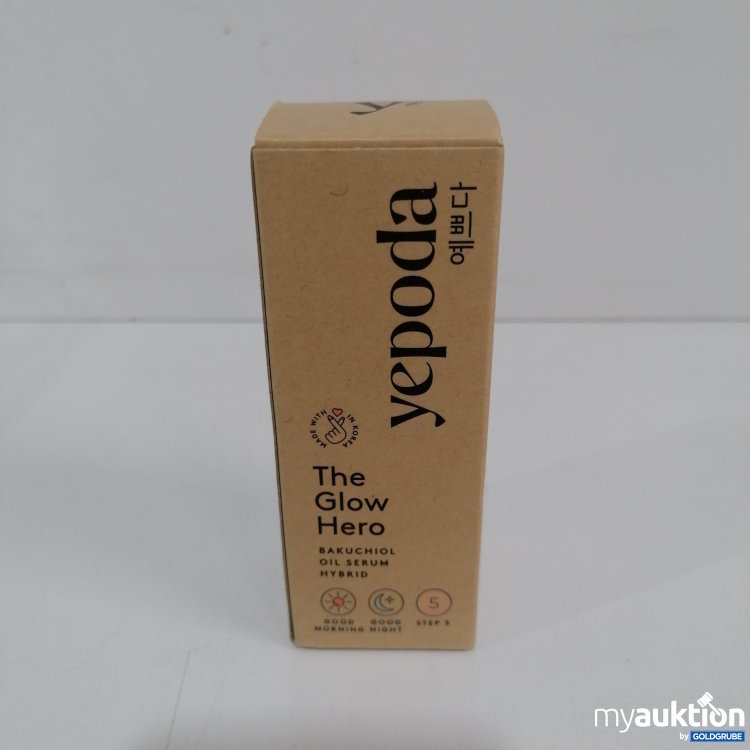 yepoda
예쁘다
MADE WITH IN KOREA
The
Glow
Hero
BAKUCHIOL
OIL SERUM
HYBRID
5
GOOD MORNING
GOOD NIGHT
STEP 5
myauktion
by GOLDGRUBE